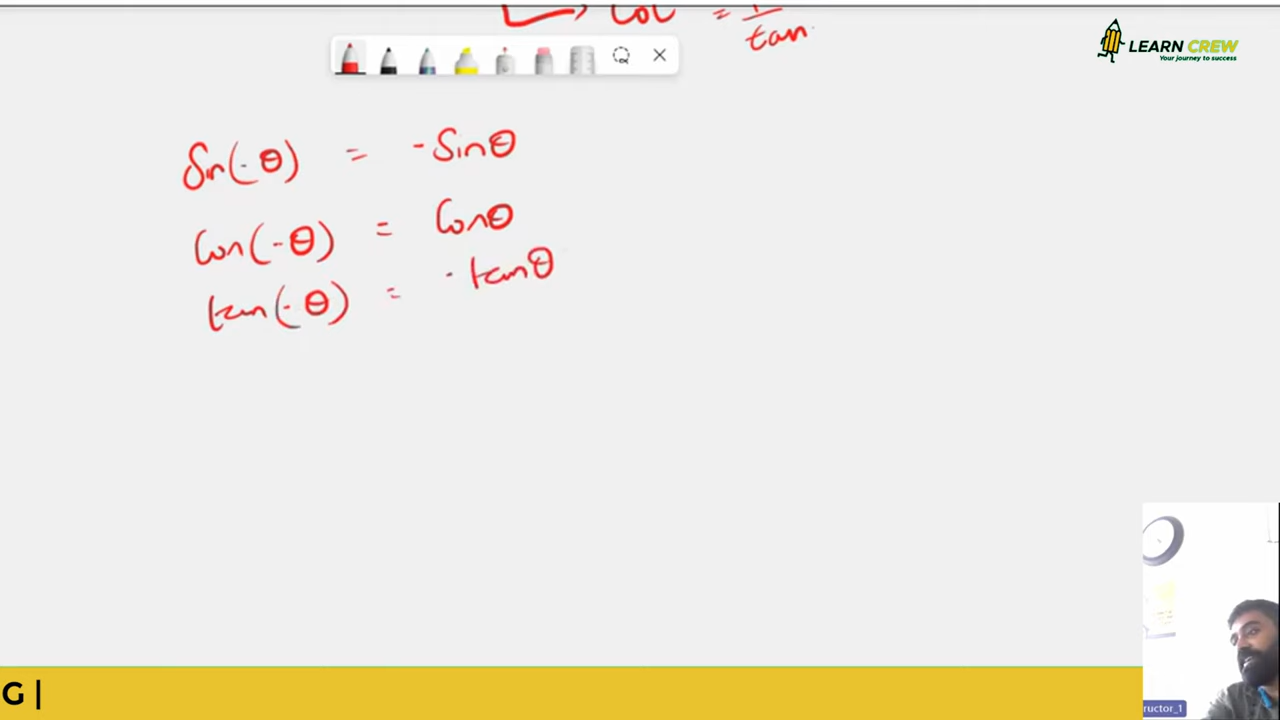 cot = 1/tan
LEARN CREW
Your journey to success
Sin(-θ) = -Sinθ
Cos(-θ) = Cosθ
tan(-θ) = -tanθ
G |
ructor_1